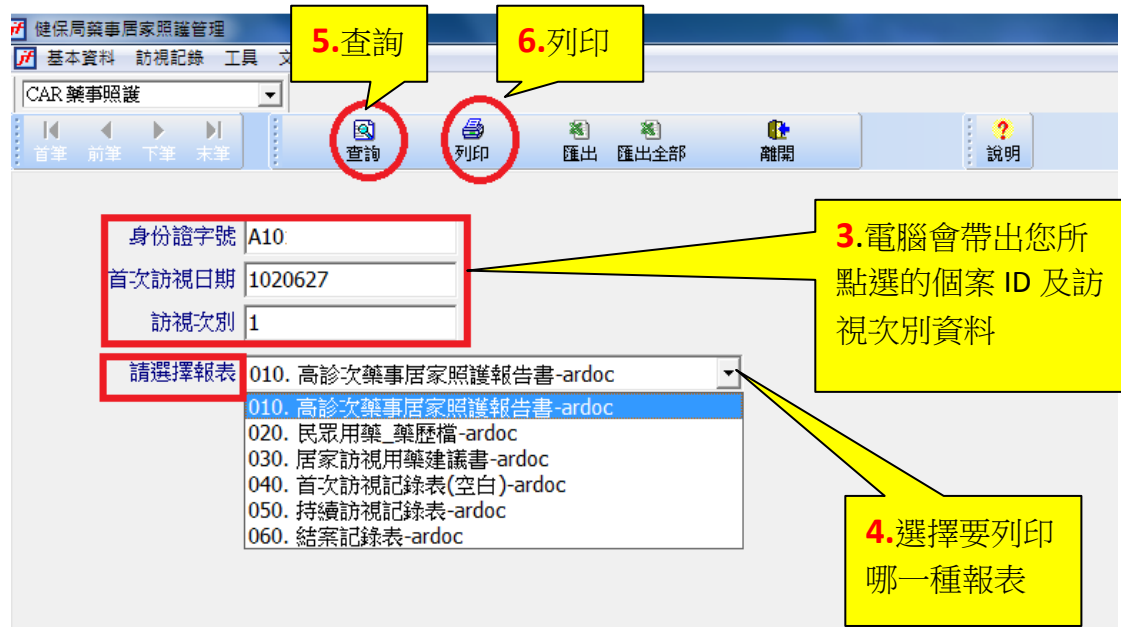 健保局藥事居家照護管理
5.查詢
6.列印
基本資料 訪視記錄 工具 文
CAR 藥事照護
首筆 前筆 下筆 末筆 查詢 列印 匯出 匯出全部 離開 說明
身份證字號 A10
首次訪視日期 1020627
訪視次別 1
3.電腦會帶出您所
點選的個案 ID 及訪
視次別資料
請選擇報表 010. 高診次藥事居家照護報告書-ardoc
010. 高診次藥事居家照護報告書-ardoc
020. 民眾用藥_藥歷檔-ardoc
030. 居家訪視用藥建議書-ardoc
040. 首次訪視記錄表(空白)-ardoc
050. 持續訪視記錄表-ardoc
060. 結案記錄表-ardoc
4.選擇要列印
哪一種報表